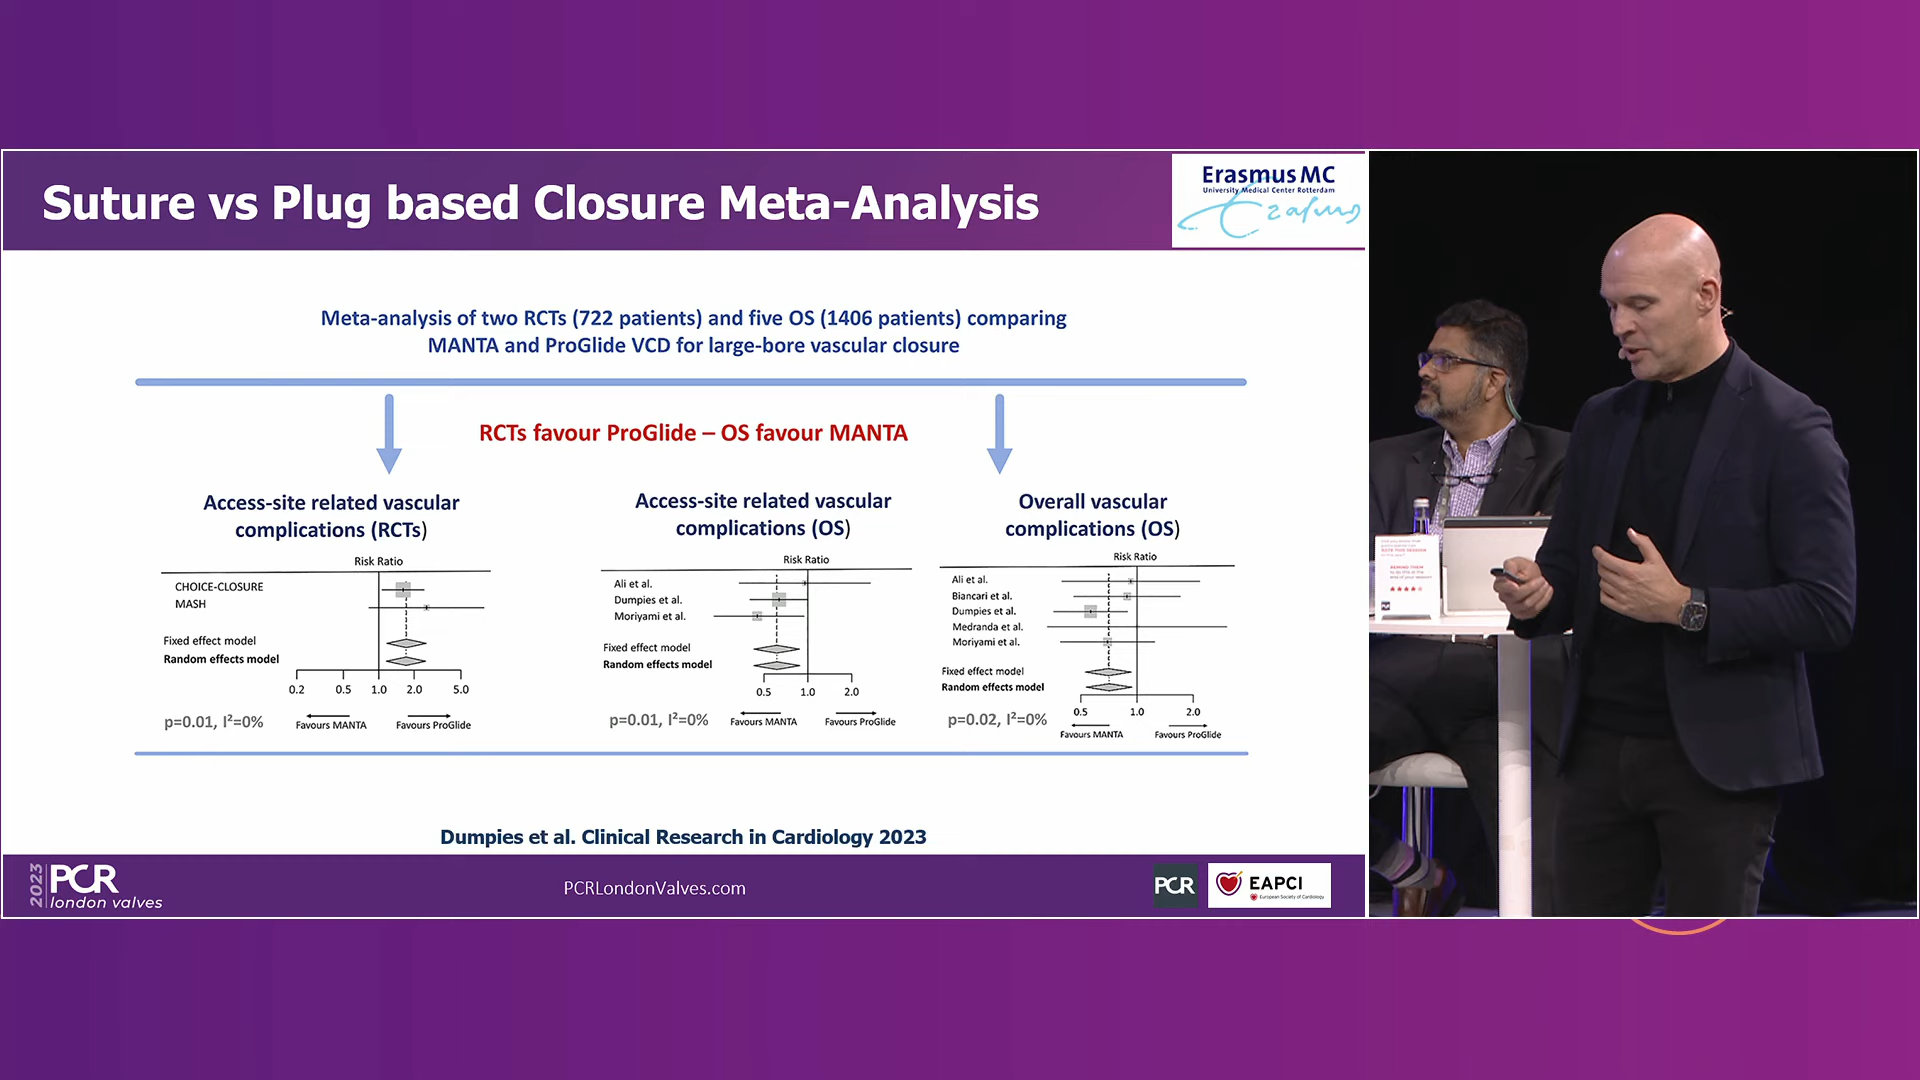 Suture vs Plug based Closure Meta-Analysis
Erasmus MC
University Medical Center Rotterdam
Erasmus
Meta-analysis of two RCTs (722 patients) and five OS (1406 patients) comparing
MANTA and ProGlide VCD for large-bore vascular closure
RCTs favour ProGlide – OS favour MANTA
Access-site related vascular
complications (RCTs)
Risk Ratio
CHOICE-CLOSURE
MASH
Fixed effect model
Random effects model
0.2 0.5 1.0 2.0 5.0
p=0.01, I²=0%
Favours MANTA Favours ProGlide
Access-site related vascular
complications (OS)
Risk Ratio
Ali et al.
Dumpies et al.
Moriyami et al.
Fixed effect model
Random effects model
0.5 1.0 2.0
p=0.01, I²=0%
Favours MANTA Favours ProGlide
Overall vascular
complications (OS)
Risk Ratio
Ali et al.
Biancari et al.
Dumpies et al.
Medranda et al.
Moriyami et al.
Fixed effect model
Random effects model
0.5 1.0 2.0
p=0.02, I²=0%
Favours MANTA Favours ProGlide
Dumpies et al. Clinical Research in Cardiology 2023
2023
PCR
london valves
PCRLondonValves.com
PCR
EAPCI
European Society of Cardiology